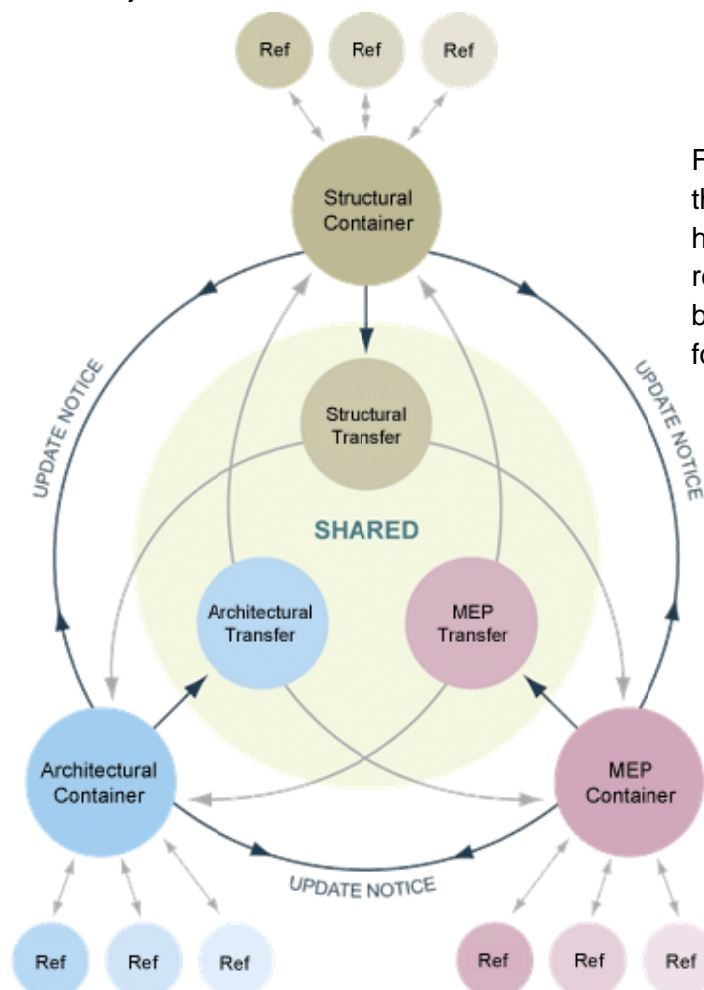 Ref
Ref
Ref
Structural
Container
UPDATE NOTICE
UPDATE NOTICE
Structural
Transfer
SHARED
Architectural
Transfer
MEP
Transfer
Architectural
Container
MEP
Container
UPDATE NOTICE
Ref
Ref
Ref
Ref
Ref
Ref